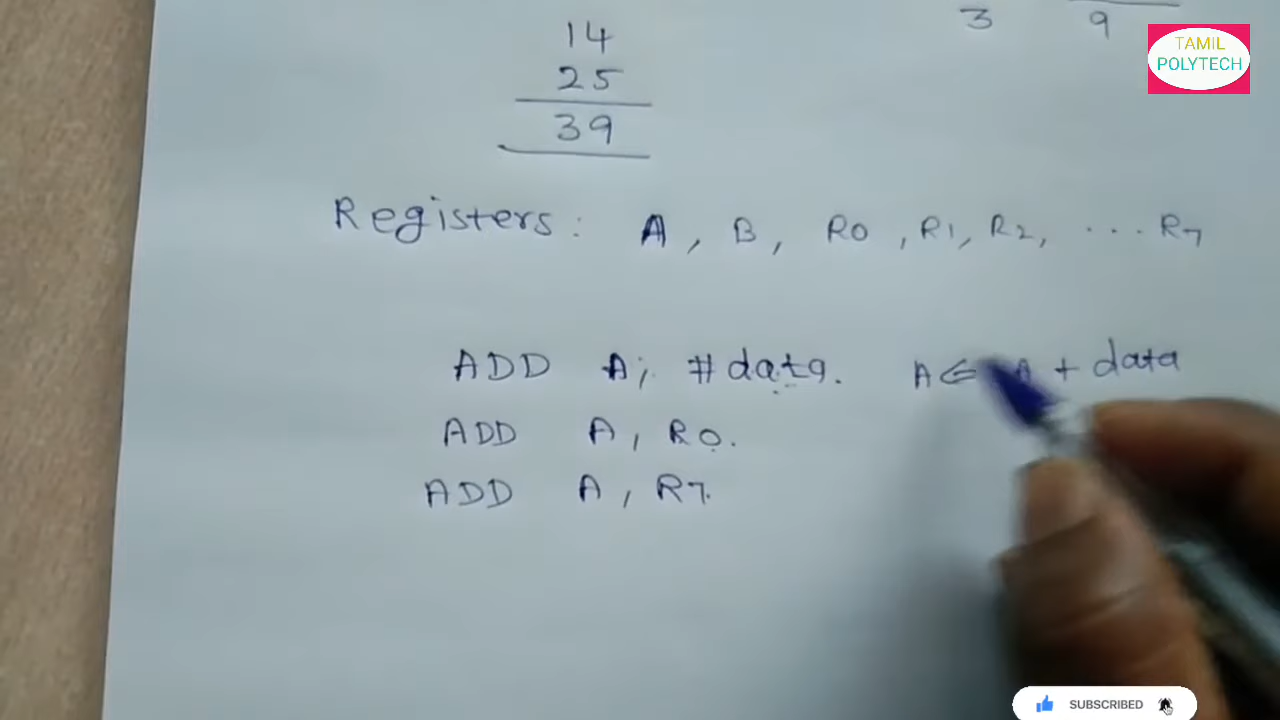 3 9
TAMIL
POLYTECH
14
25
39
Registers: A, B, R0, R1, R2, ... R7
ADD A; #data. A ⇐ A + data
ADD A, R0.
ADD A, R7.
SUBSCRIBED